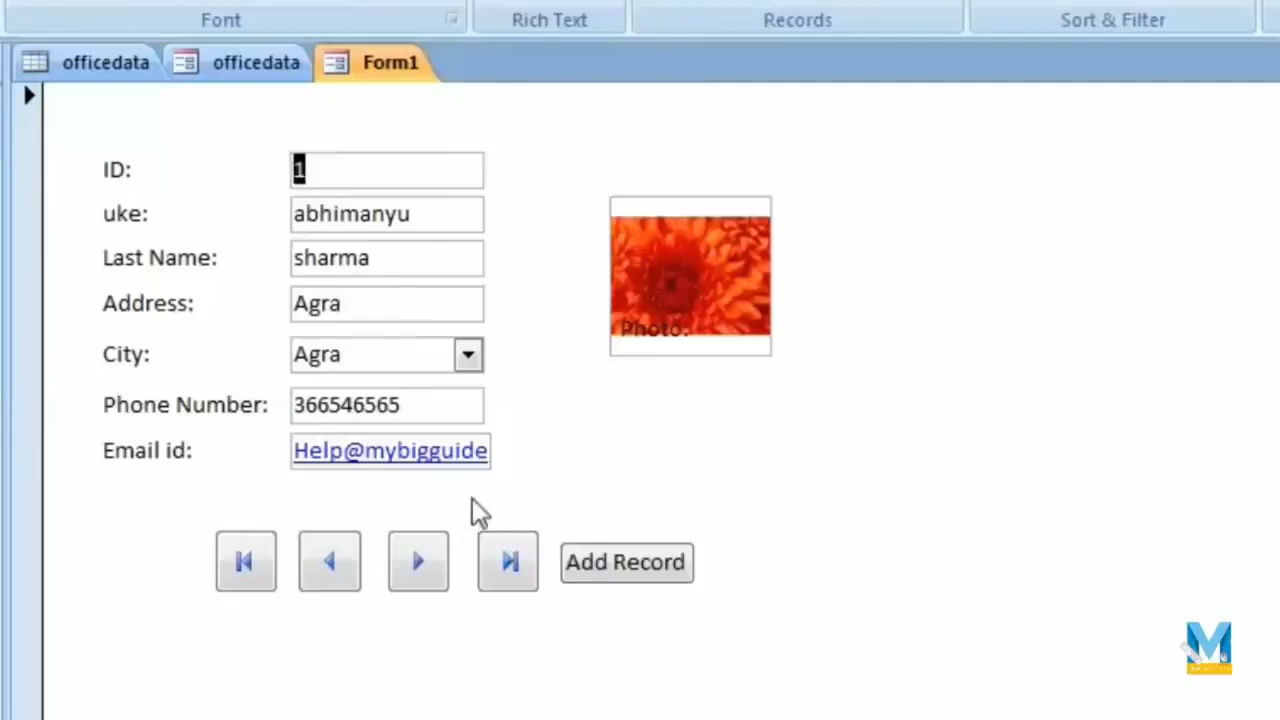 Font Rich Text Records Sort & Filter
officedata officedata Form1
ID: 1
uke: abhimanyu
Last Name: sharma
Address: Agra
Photo:
City: Agra
Phone Number: 366546565
Email id: Help@mybigguide
Add Record
M